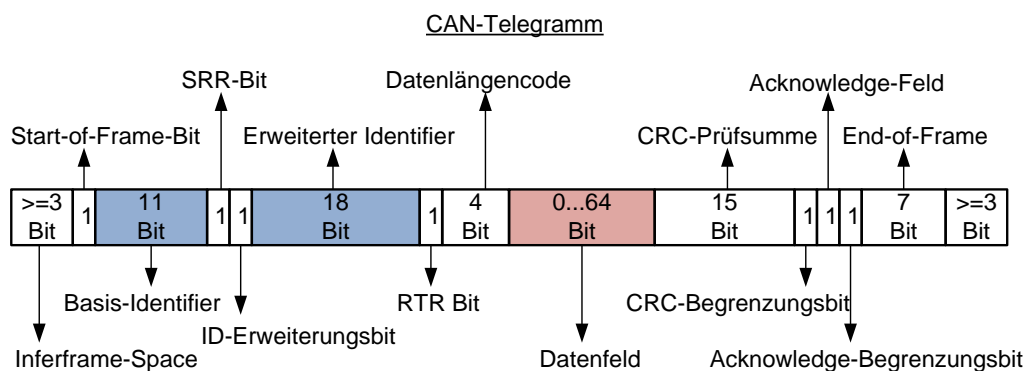 CAN-Telegramm
SRR-Bit
Datenlängencode
Acknowledge-Feld
Start-of-Frame-Bit
Erweiterter Identifier
CRC-Prüfsumme
End-of-Frame
>=3 1 11 1 1 18 1 4 0...64 15 1 1 1 7 >=3
Bit Bit Bit Bit Bit Bit Bit Bit
Basis-Identifier
RTR Bit
CRC-Begrenzungsbit
ID-Erweiterungsbit
Inferframe-Space
Datenfeld
Acknowledge-Begrenzungsbit